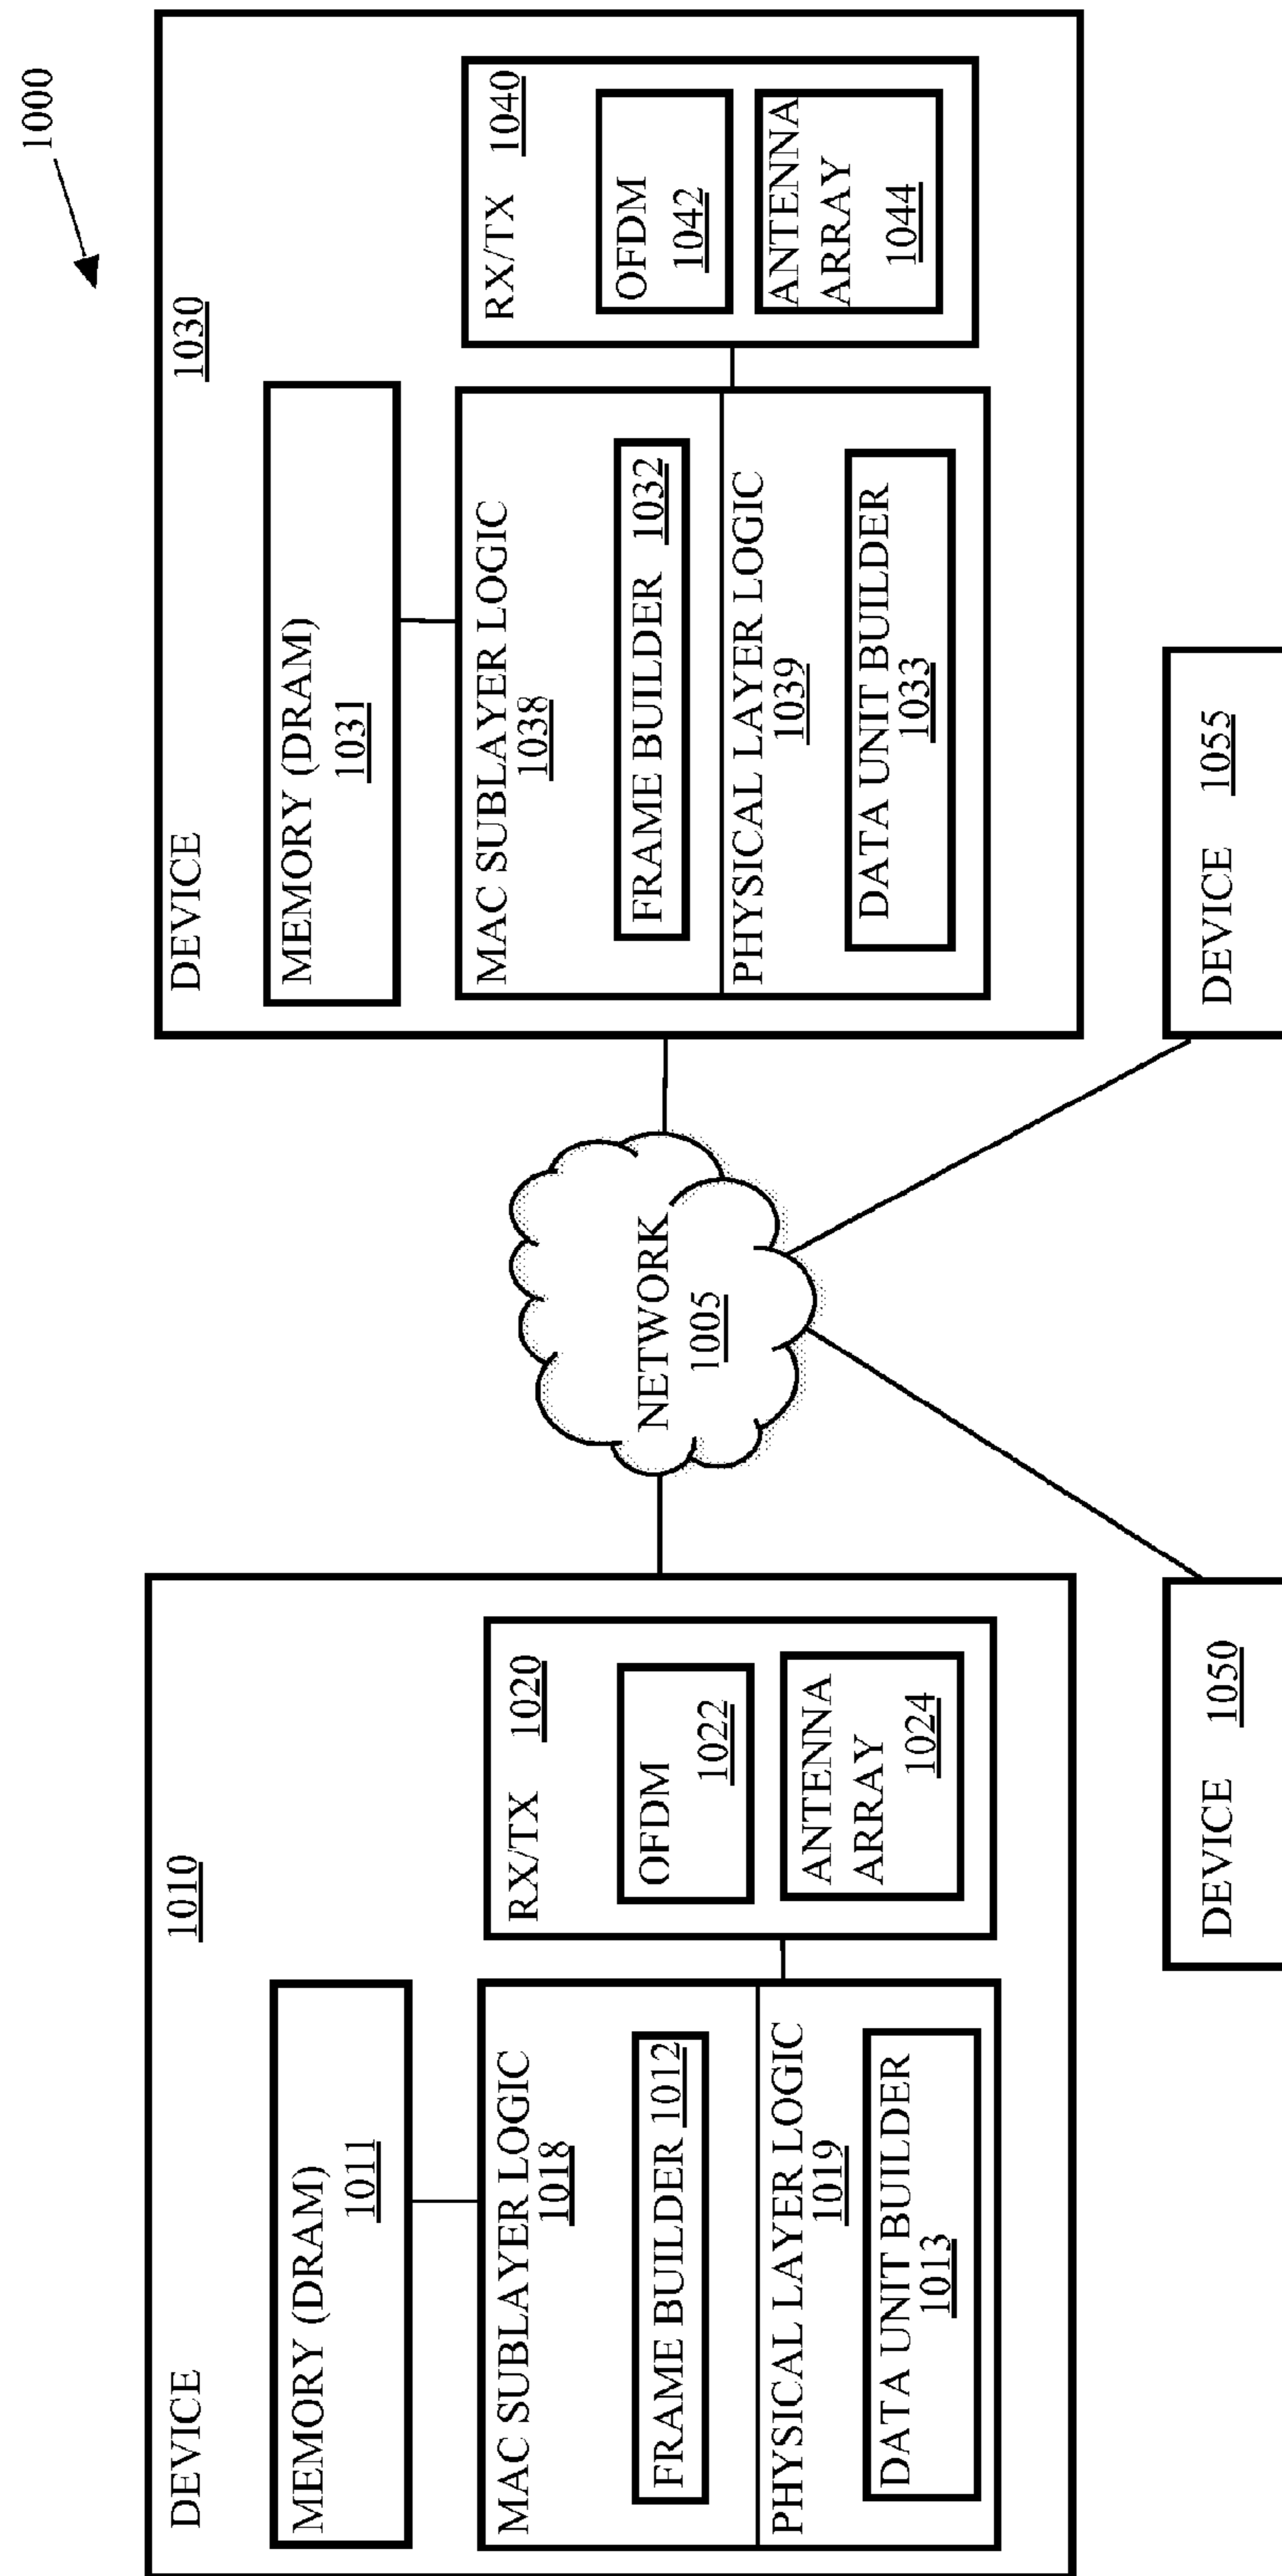 1000
DEVICE
1010
MEMORY (DRAM)
1011
MAC SUBLAYER LOGIC
1018
FRAME BUILDER 1012
PHYSICAL LAYER LOGIC
1019
DATA UNIT BUILDER
1013
RX/TX
1020
OFDM
1022
ANTENNA
ARRAY
1024
NETWORK
1005
DEVICE
1030
MEMORY (DRAM)
1031
MAC SUBLAYER LOGIC
1038
FRAME BUILDER 1032
PHYSICAL LAYER LOGIC
1039
DATA UNIT BUILDER
1033
RX/TX
1040
OFDM
1042
ANTENNA
ARRAY
1044
DEVICE 1050
DEVICE 1055